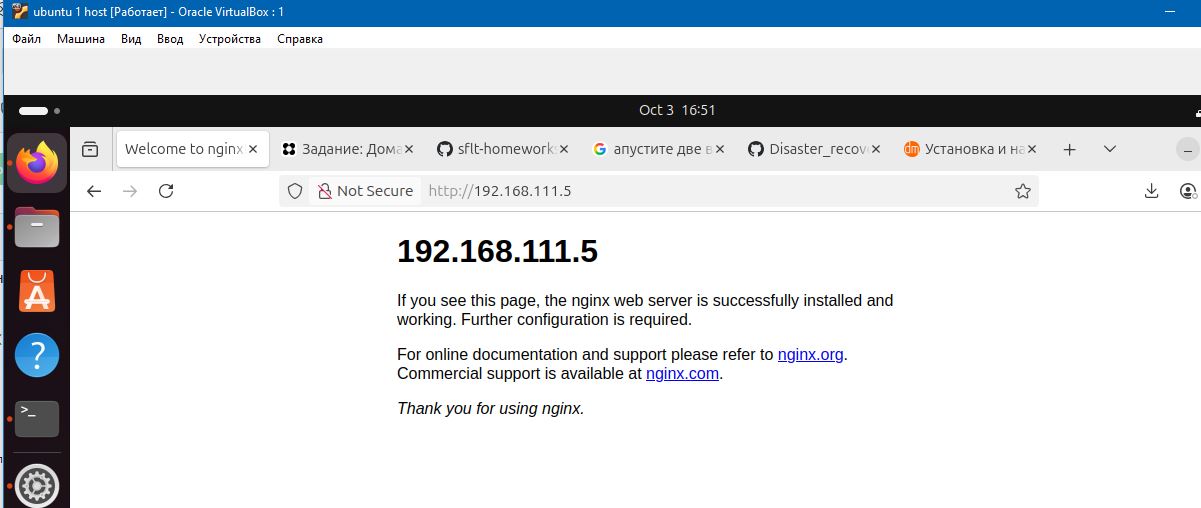 ubuntu 1 host [Работает] - Oracle VirtualBox : 1
Файл Машина Вид Ввод Устройства Справка
Oct 3 16:51
Welcome to nginx Задание: Дома sflt-homework апустите две в Disaster_recov Установка и на
Not Secure http://192.168.111.5
192.168.111.5
If you see this page, the nginx web server is successfully installed and
working. Further configuration is required.
For online documentation and support please refer to nginx.org.
Commercial support is available at nginx.com.
Thank you for using nginx.